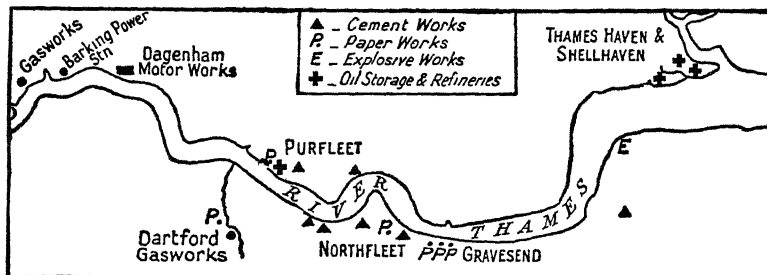 Gasworks
Barking Power
Stn
Dagenham
Motor Works
▲ _ Cement Works
P. _ Paper Works
E _ Explosive Works
✚ _ Oil Storage & Refineries
THAMES HAVEN &
SHELLHAVEN
P.
PURFLEET
E
RIVER
THAMES
P.
Dartford
Gasworks
NORTHFLEET
P.
PPP
GRAVESEND